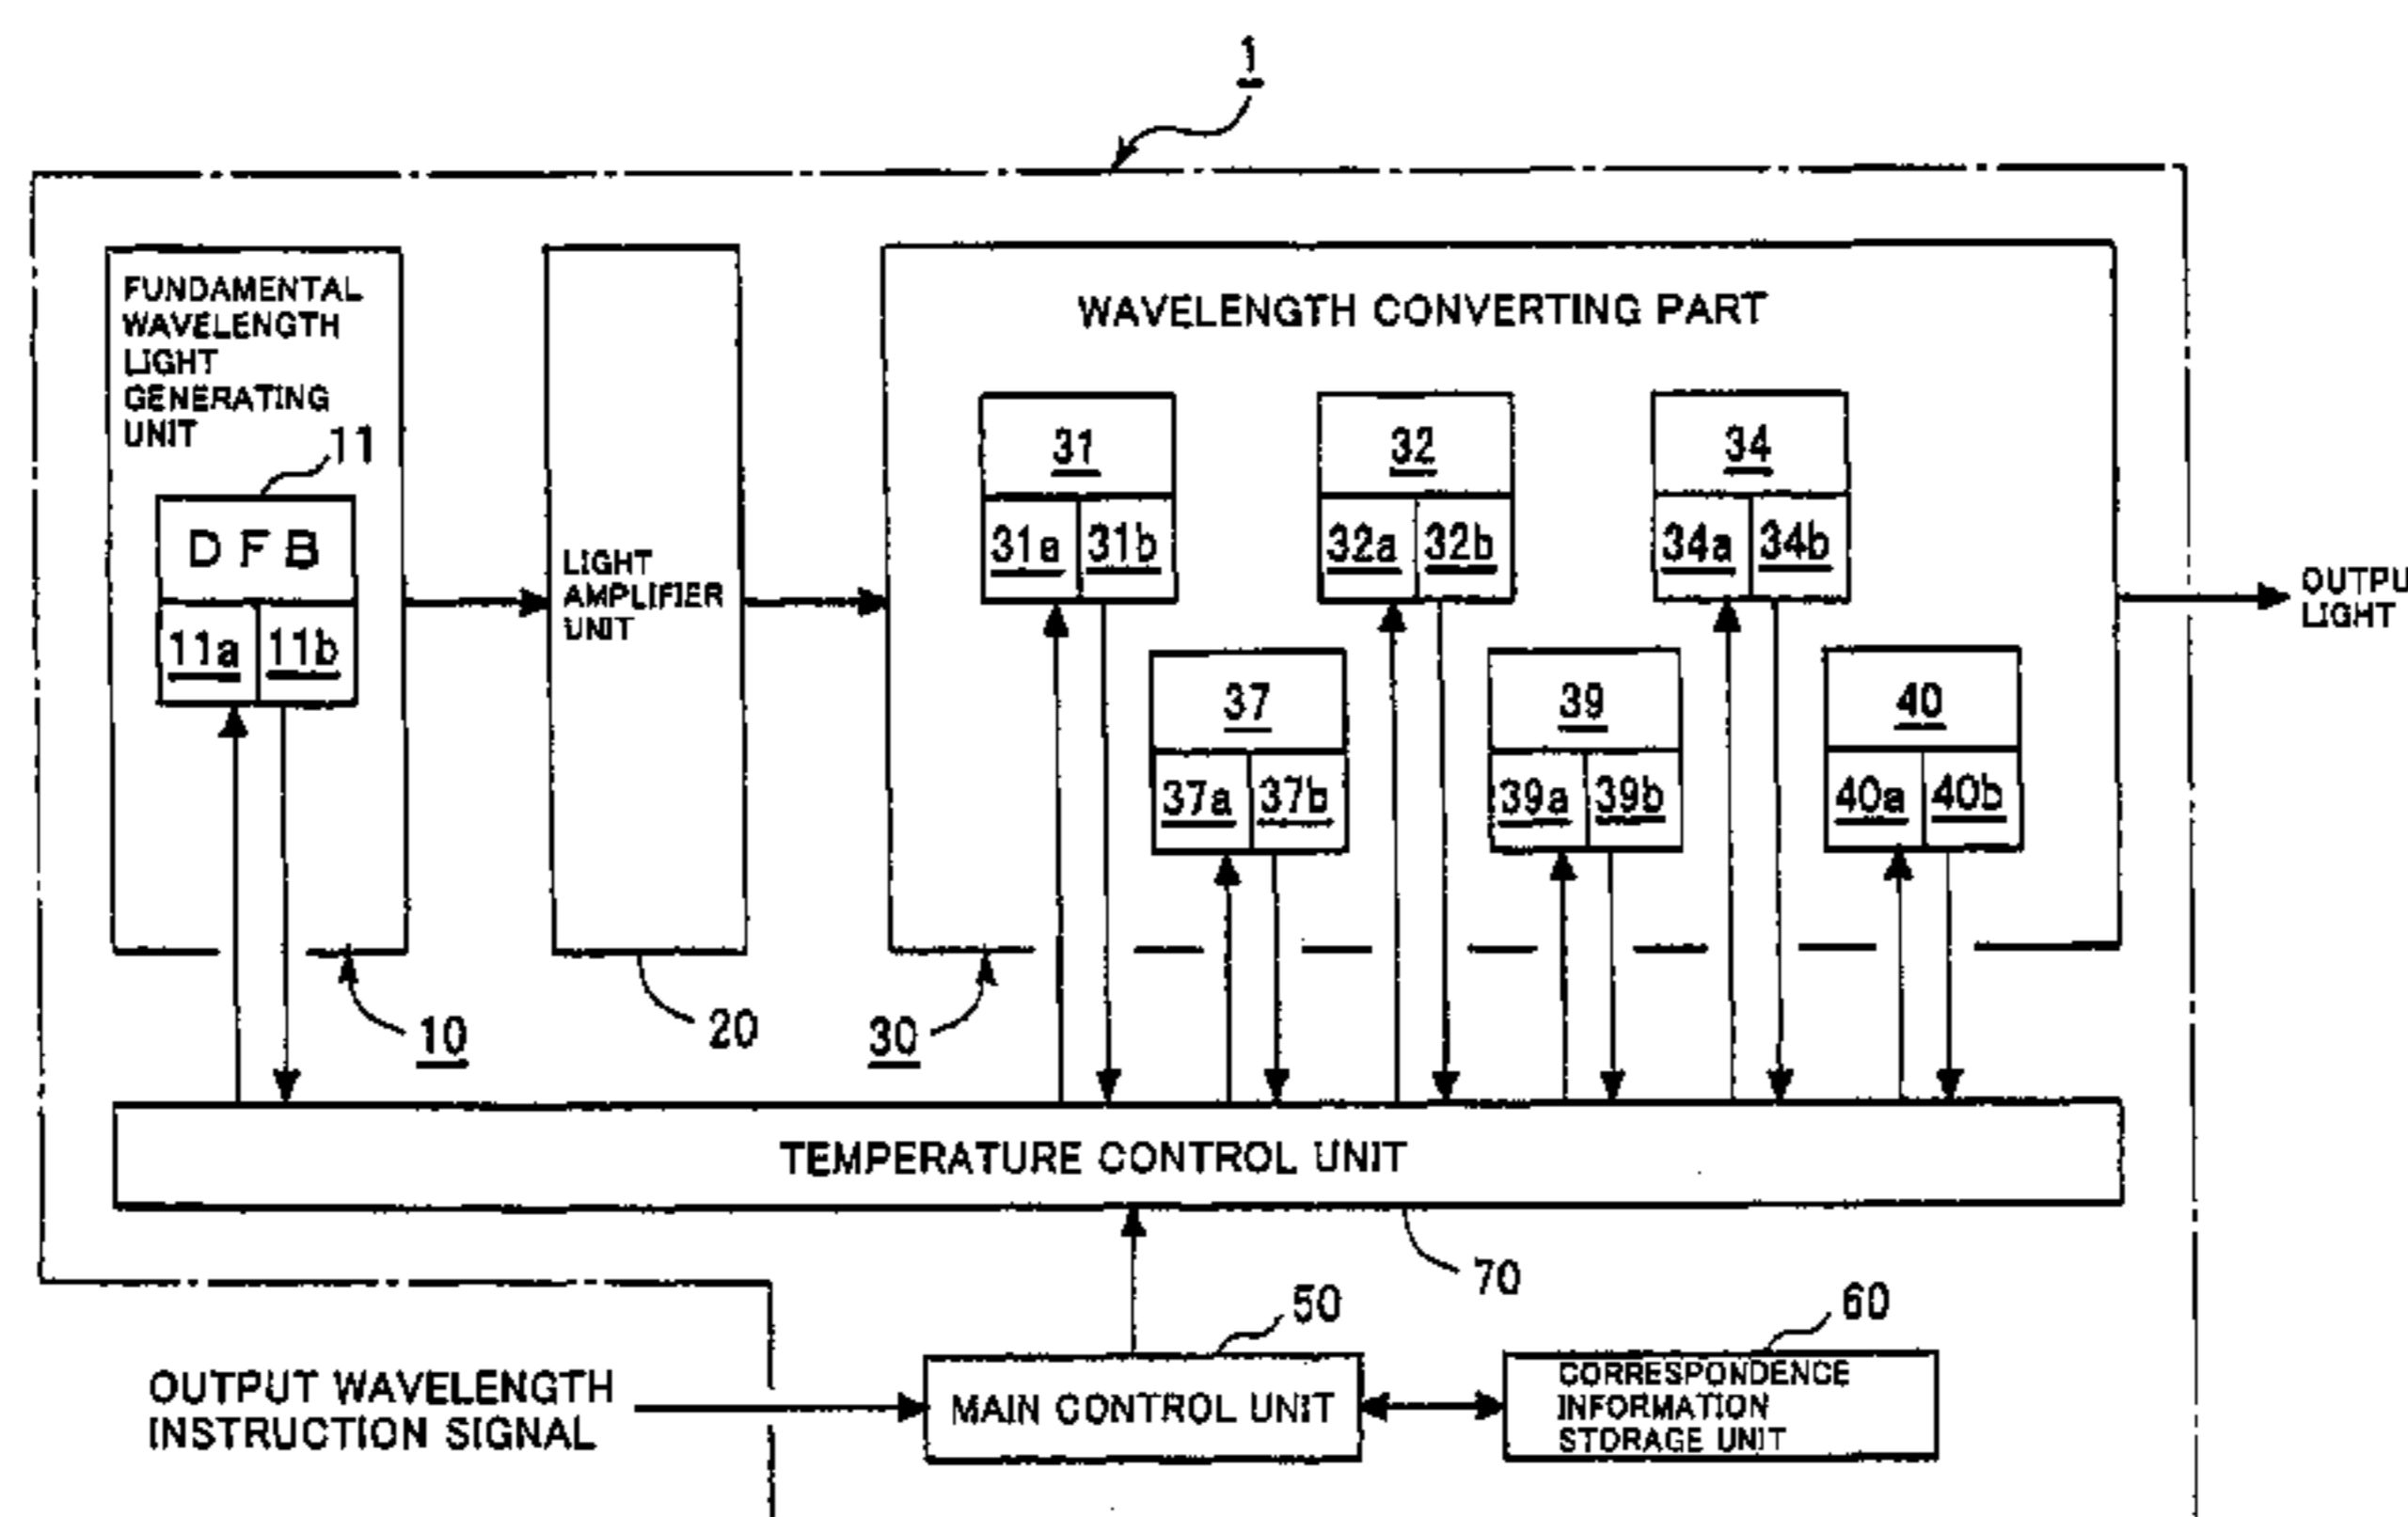 1
FUNDAMENTAL
WAVELENGTH
LIGHT
GENERATING
UNIT
11
DFB
11a 11b
LIGHT
AMPLIFIER
UNIT
WAVELENGTH CONVERTING PART
31 32 34
31a 31b 32a 32b 34a 34b
37 39 40
37a 37b 39a 39b 40a 40b
OUTPU
LIGHT
10 20 30
TEMPERATURE CONTROL UNIT
70
50
60
OUTPUT WAVELENGTH
INSTRUCTION SIGNAL
MAIN CONTROL UNIT
CORRESPONDENCE
INFORMATION
STORAGE UNIT